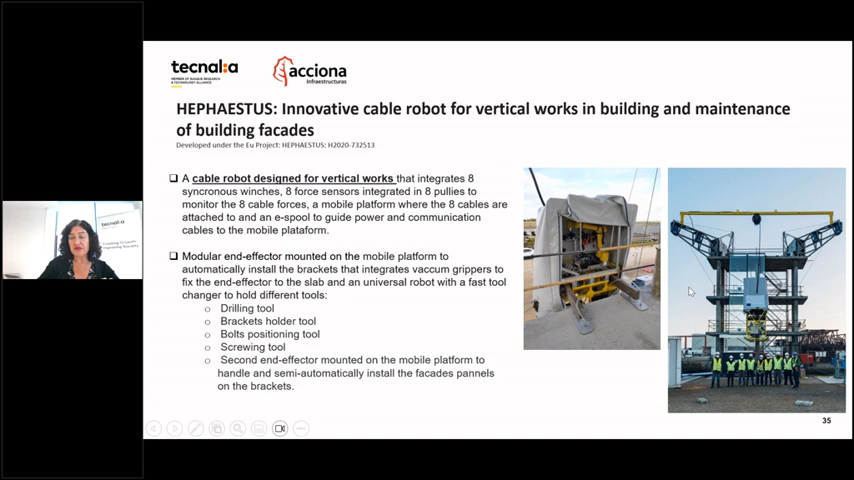 tecnalia
MEMBER OF BASQUE RESEARCH
& TECHNOLOGY ALLIANCE
acciona
Infraestructuras
HEPHAESTUS: Innovative cable robot for vertical works in building and maintenance
of building facades
Developed under the Eu Project: HEPHAESTUS: H2020-732513
A cable robot designed for vertical works that integrates 8
syncronous winches, 8 force sensors integrated in 8 pullies to
monitor the 8 cable forces, a mobile platform where the 8 cables are
attached to and an e-spool to guide power and communication
cables to the mobile plataform.
Modular end-effector mounted on the mobile platform to
automatically install the brackets that integrates vaccum grippers to
fix the end-effector to the slab and an universal robot with a fast tool
changer to hold different tools:
o Drilling tool
o Brackets holder tool
o Bolts positioning tool
o Screwing tool
o Second end-effector mounted on the mobile platform to
handle and semi-automatically install the facades pannels
on the brackets.
35
tecnalia